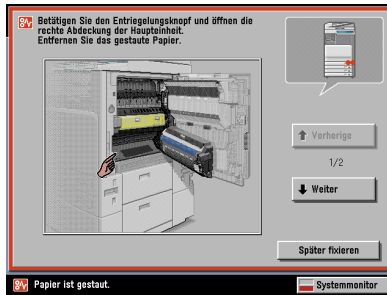 Betätigen Sie den Entriegelungsknopf und öffnen die
rechte Abdeckung der Haupteinheit.
Entfernen Sie das gestaute Papier.
Vorherige
1/2
Weiter
Später fixieren
Papier ist gestaut.
Systemmonitor